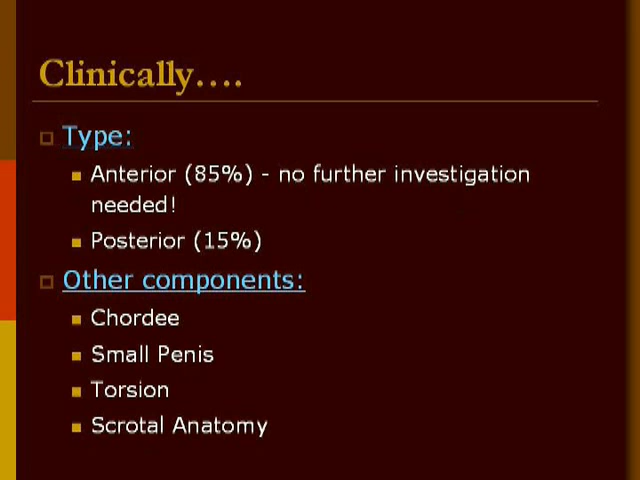 Clinically….
Type:
Anterior (85%) - no further investigation
needed!
Posterior (15%)
Other components:
Chordee
Small Penis
Torsion
Scrotal Anatomy